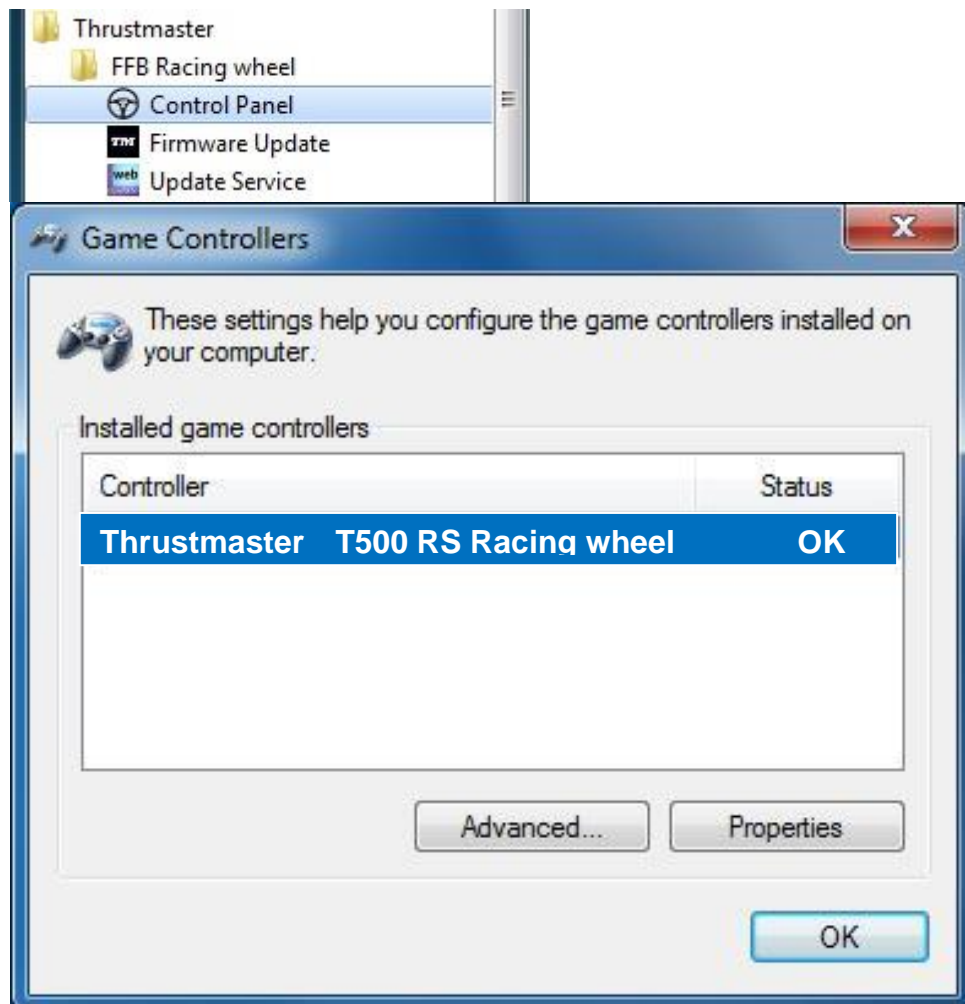 Thrustmaster
FFB Racing wheel
Control Panel
TM Firmware Update
web Update Service
Game Controllers
These settings help you configure the game controllers installed on
your computer.
Installed game controllers
Controller Status
Thrustmaster T500 RS Racing wheel OK
Advanced... Properties
OK